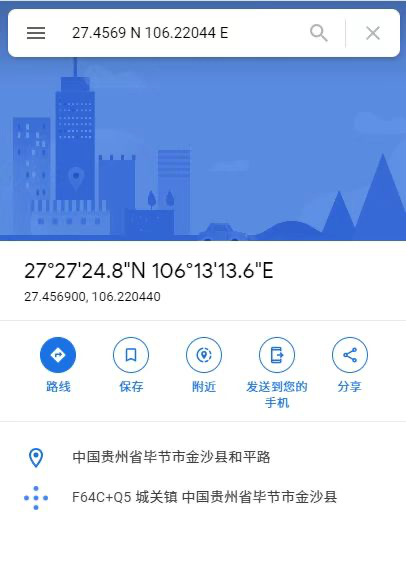 27.4569 N 106.22044 E
27°27'24.8"N 106°13'13.6"E
27.456900, 106.220440
路线
保存
附近
发送到您的
手机
分享
中国贵州省毕节市金沙县和平路
F64C+Q5 城关镇 中国贵州省毕节市金沙县